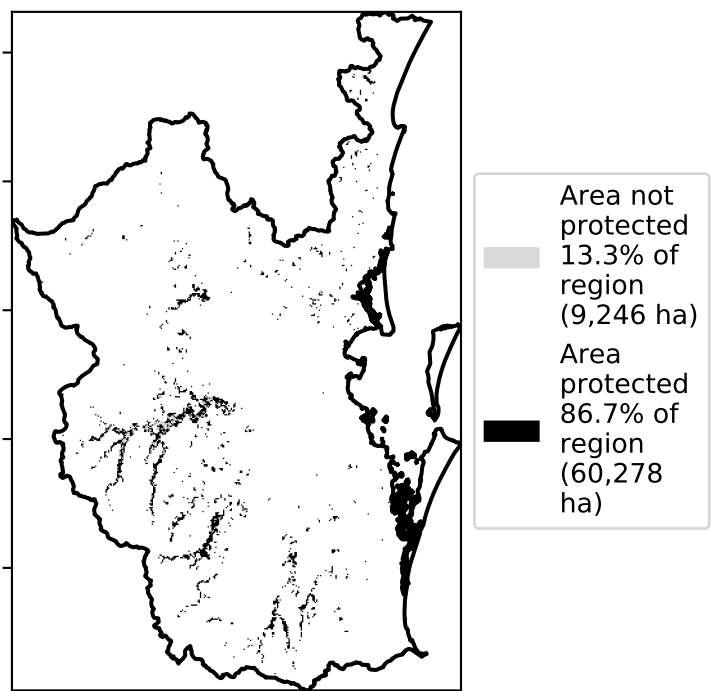 Area not
protected
13.3% of
region
(9,246 ha)
Area
protected
86.7% of
region
(60,278
ha)